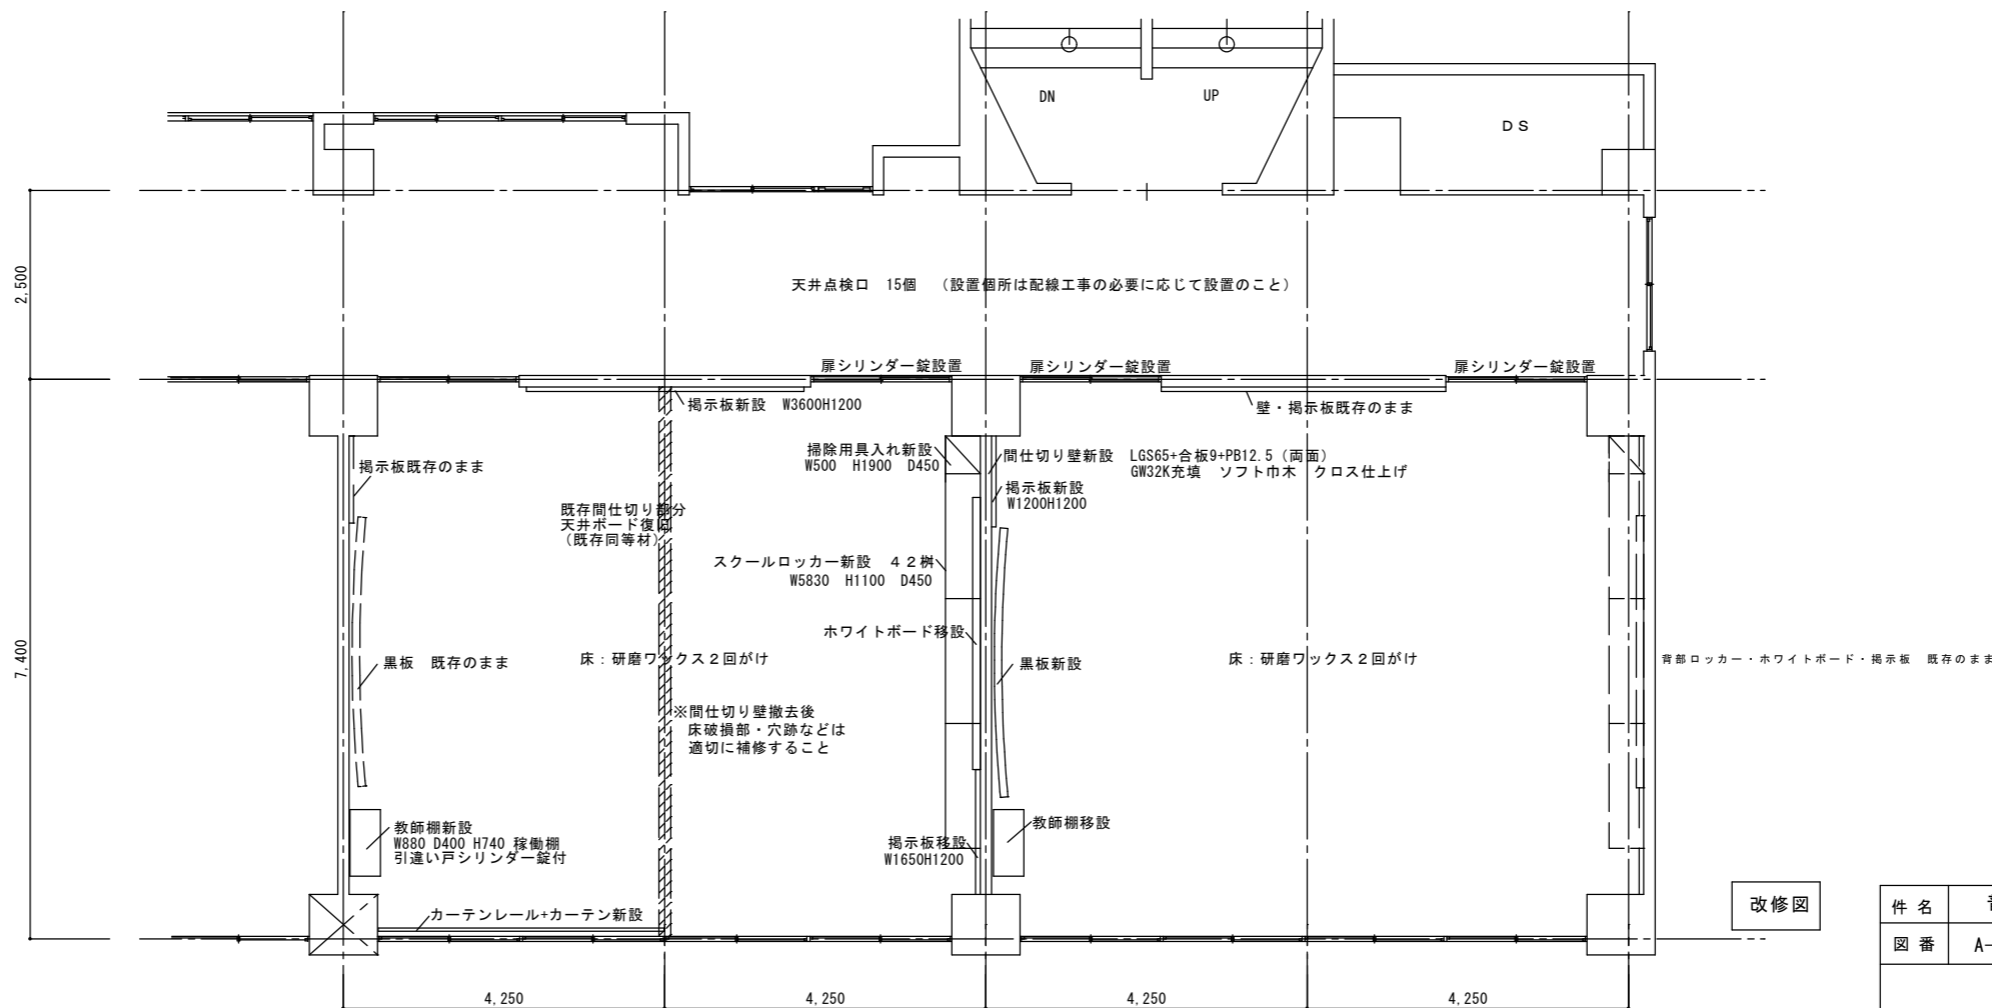 DN
UP
ＤＳ
2,500
天井点検口　15個　（設置個所は配線工事の必要に応じて設置のこと）
扉シリンダー錠設置
扉シリンダー錠設置
扉シリンダー錠設置
掲示板新設　W3600H1200
壁・掲示板既存のまま
掲示板既存のまま
掃除用具入れ新設
W500　H1900　D450
間仕切り壁新設　LGS65+合板9+PB12.5（両面）
GW32K充填　ソフト巾木　クロス仕上げ
掲示板新設
W1200H1200
既存間仕切り部分
天井ボード復旧
（既存同等材）
スクールロッカー新設　４２桝
W5830　H1100　D450
ホワイトボード移設
7,400
黒板　既存のまま
床：研磨ワックス２回がけ
黒板新設
床：研磨ワックス２回がけ
背部ロッカー・ホワイトボード・掲示板　既存のまま
※間仕切り壁撤去後
床破損部・穴跡などは
適切に補修すること
教師棚新設
W880 D400 H740 稼働棚
引違い戸シリンダー錠付
掲示板移設
W1650H1200
教師棚移設
カーテンレール+カーテン新設
改修図
件 名
図 番
A-
4,250
4,250
4,250
4,250